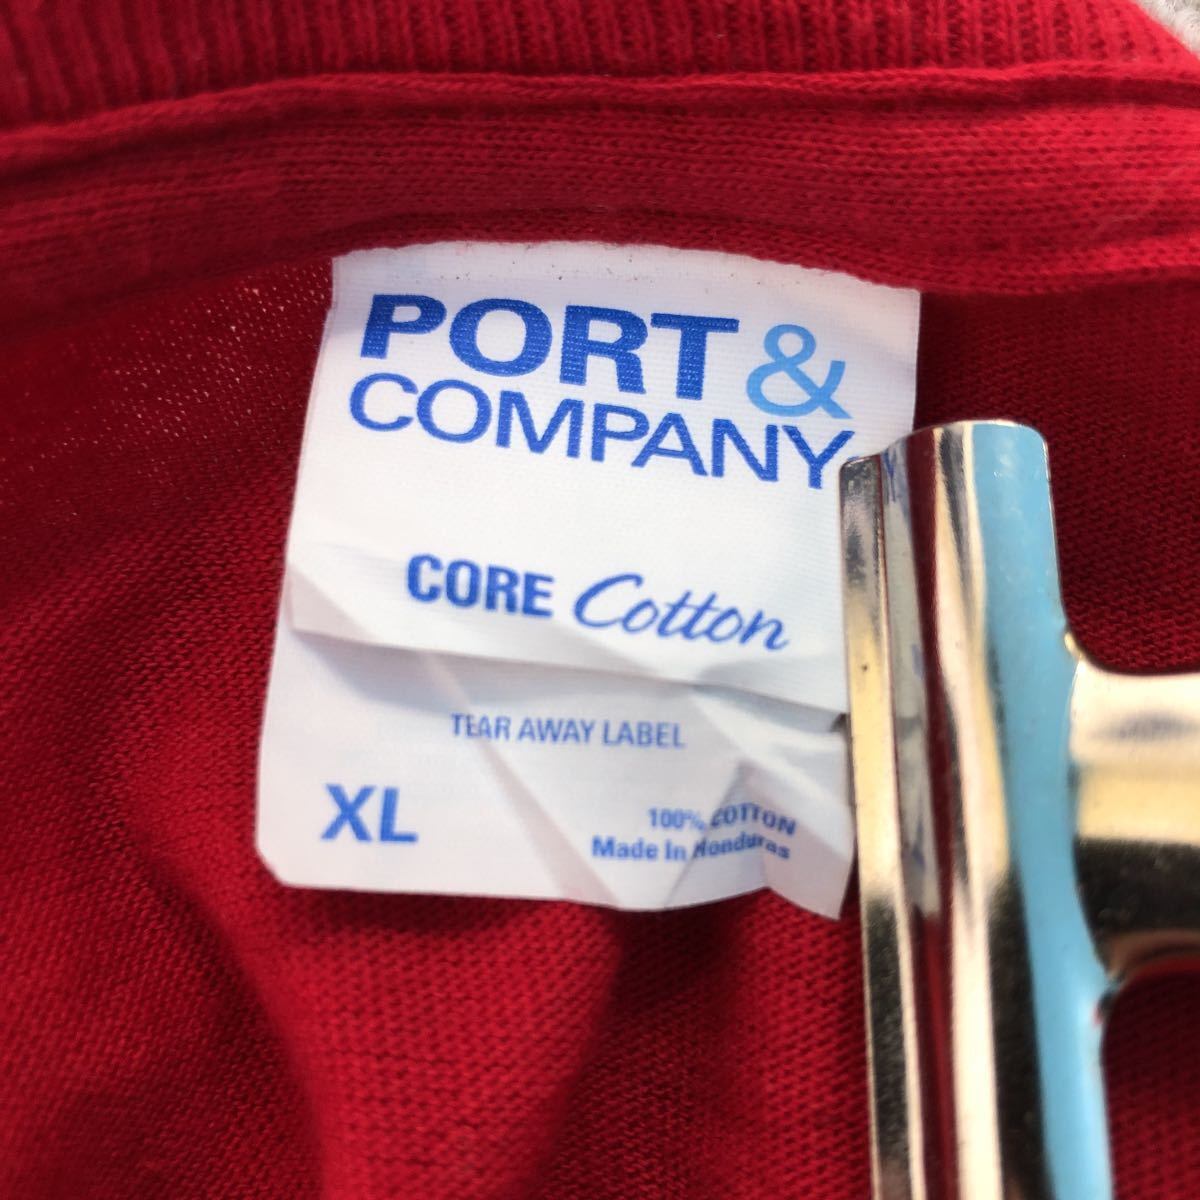 PORT &
COMPANY
CORE Cotton
TEAR AWAY LABEL
XL
100% COTTON
Made In Honduras